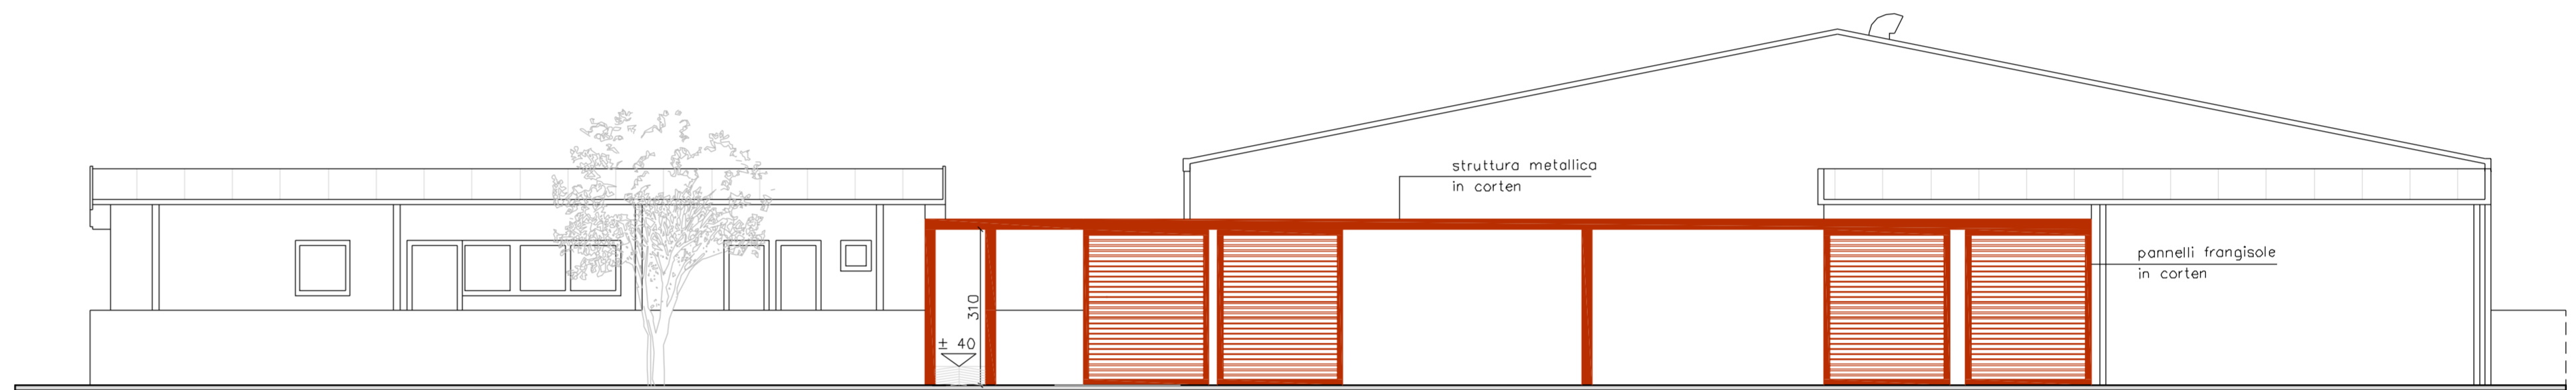 struttura metallica
in corten
pannelli frangisole
in corten
310
± 40